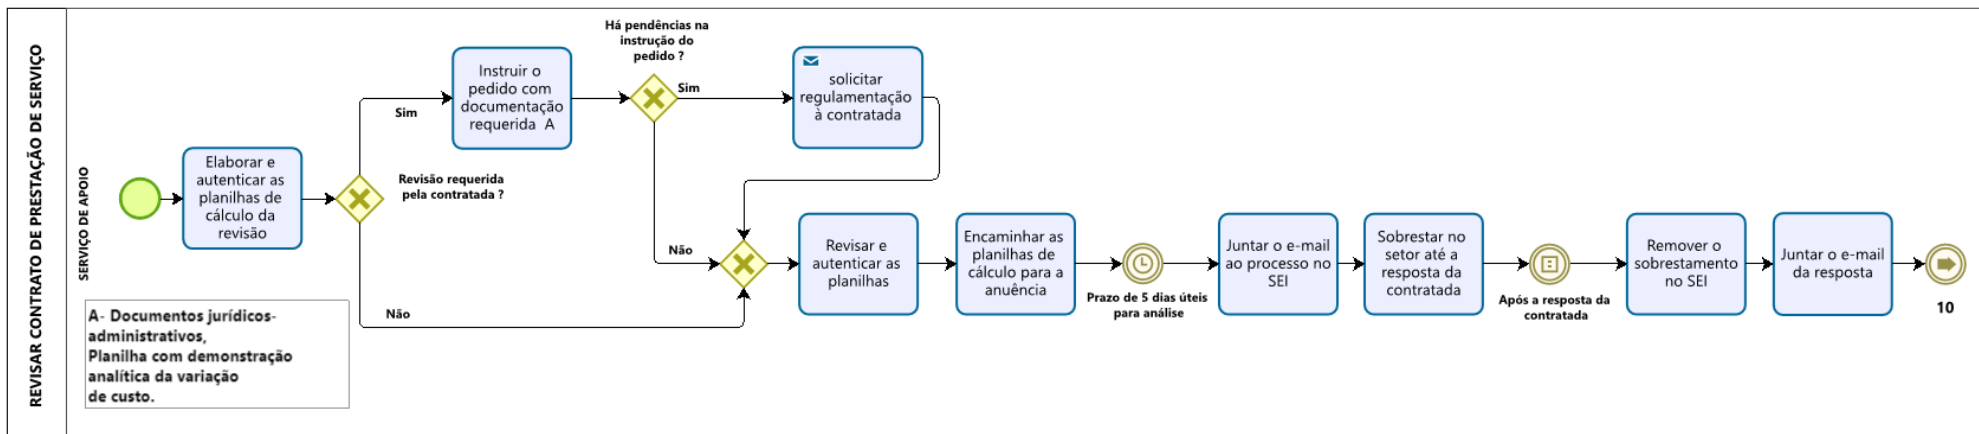 REVISAR CONTRATO DE PRESTAÇÃO DE SERVIÇO
SERVIÇO DE APOIO
Elaborar e
autenticar as
planilhas de
cálculo da
revisão
Revisão requerida
pela contratada ?
Sim
Não
Instruir o
pedido com
documentação
requerida A
Há pendências na
instrução do
pedido ?
Sim
Não
solicitar
regulamentação
à contratada
Revisar e
autenticar as
planilhas
Encaminhar as
planilhas de
cálculo para a
anuência
Prazo de 5 dias úteis
para análise
Juntar o e-mail
ao processo no
SEI
Sobrestar no
setor até a
resposta da
contratada
Após a resposta da
contratada
Remover o
sobrestamento
no SEI
Juntar o e-mail
da resposta
10
A- Documentos jurídicos-
administrativos,
Planilha com demonstração
analítica da variação
de custo.